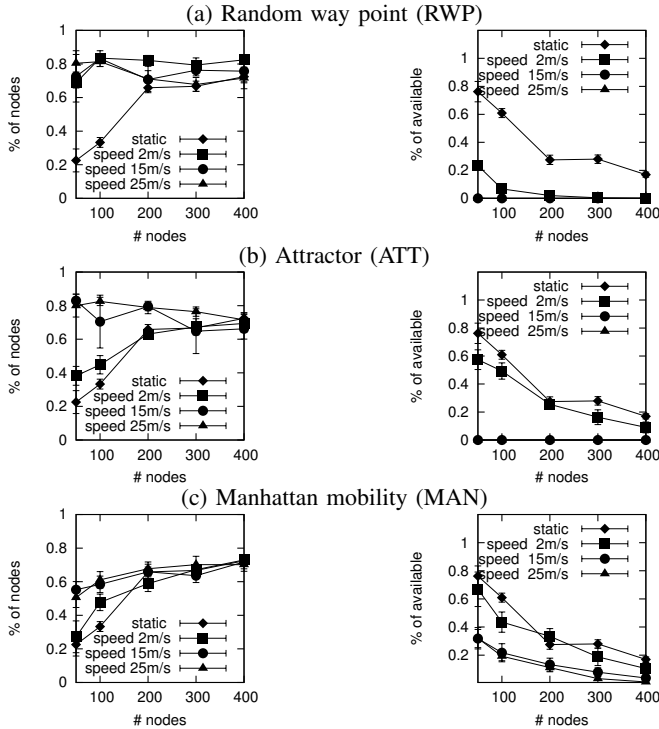 (a) Random way point (RWP)
% of nodes
1
0.8
0.6
0.4
0.2
0
static
speed 2m/s
speed 15m/s
speed 25m/s
100 200 300 400
# nodes
% of available
1
0.8
0.6
0.4
0.2
0
static
speed 2m/s
speed 15m/s
speed 25m/s
100 200 300 400
# nodes
(b) Attractor (ATT)
% of nodes
1
0.8
0.6
0.4
0.2
0
static
speed 2m/s
speed 15m/s
speed 25m/s
100 200 300 400
# nodes
% of available
1
0.8
0.6
0.4
0.2
0
static
speed 2m/s
speed 15m/s
speed 25m/s
100 200 300 400
# nodes
(c) Manhattan mobility (MAN)
% of nodes
1
0.8
0.6
0.4
0.2
0
static
speed 2m/s
speed 15m/s
speed 25m/s
100 200 300 400
# nodes
% of available
1
0.8
0.6
0.4
0.2
static
speed 2m/s
speed 15m/s
speed 25m/s
100 200 300 400
# nodes